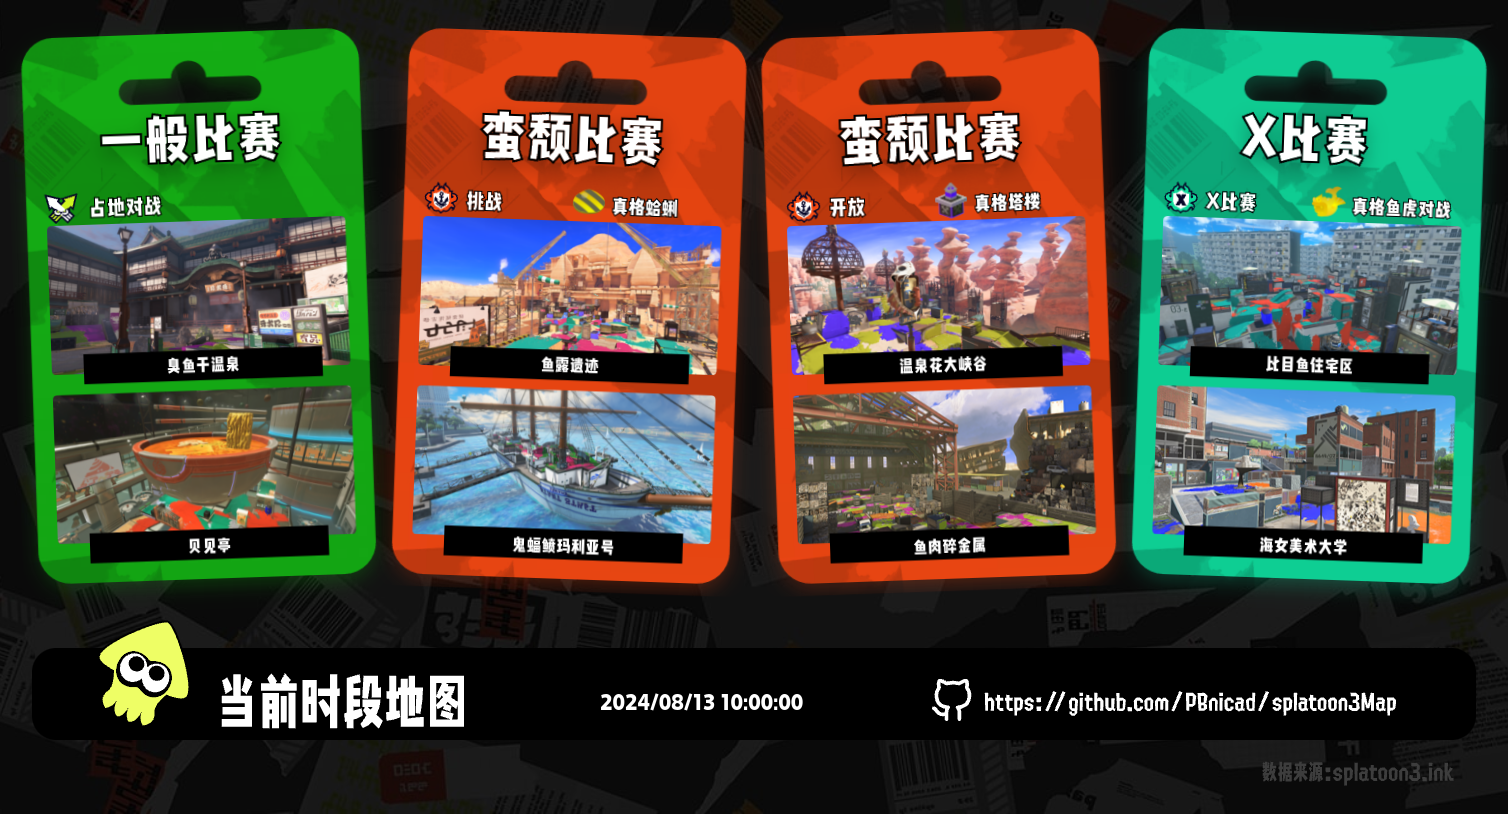 一般比赛
占地对战
臭鱼干温泉
贝见亭
蛮颓比赛
挑战
真格蛤蜊
鱼露遗迹
鬼蝠鲼玛利亚号
蛮颓比赛
开放
真格塔楼
温泉花大峡谷
鱼肉碎金属
X比赛
X比赛
真格鱼虎对战
比目鱼住宅区
海女美术大学
当前时段地图
2024/08/13 10:00:00
https://github.com/PBnicad/splatoon3Map
数据来源:splatoon3.ink